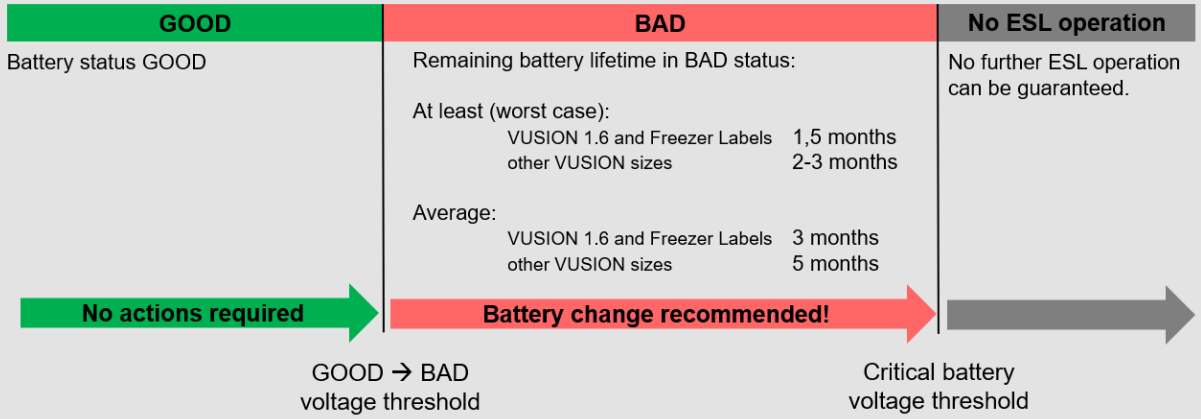 GOOD
BAD
No ESL operation
Battery status GOOD
Remaining battery lifetime in BAD status:
No further ESL operation
can be guaranteed.
At least (worst case):
VUSION 1.6 and Freezer Labels 1,5 months
other VUSION sizes 2-3 months
Average:
VUSION 1.6 and Freezer Labels 3 months
other VUSION sizes 5 months
No actions required
Battery change recommended!
GOOD → BAD
voltage threshold
Critical battery
voltage threshold